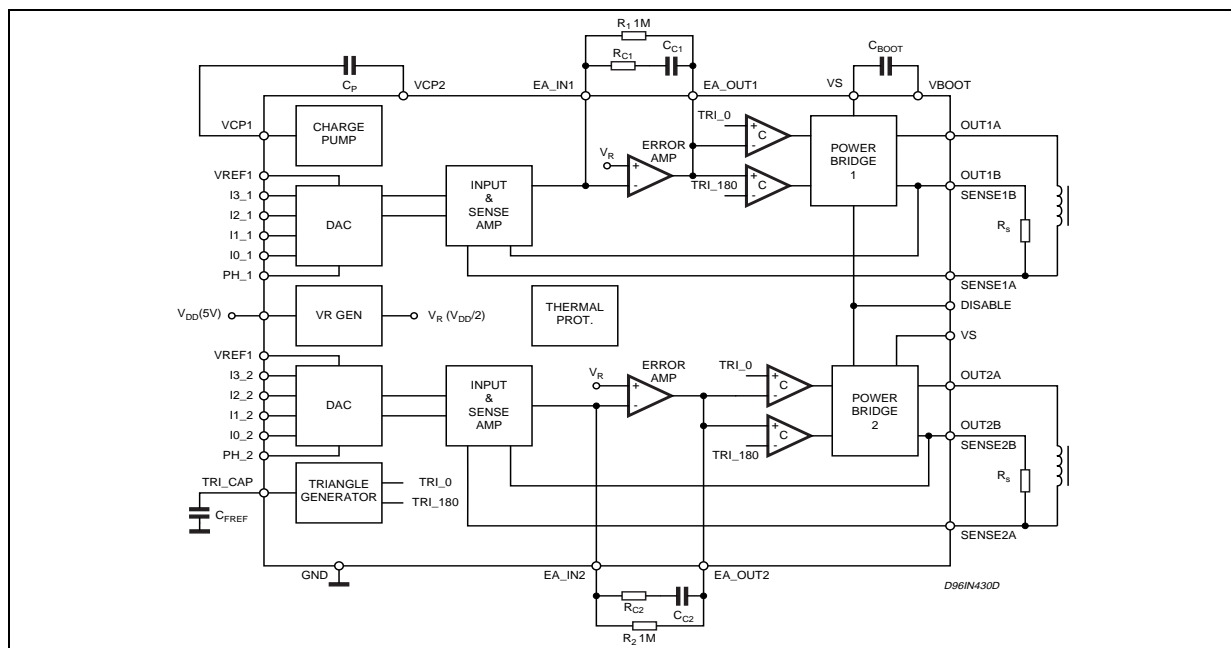 R1 1M
RC1
CC1
CBOOT
CP
VCP2
EA_IN1
EA_OUT1
VS
VBOOT
VCP1
CHARGE
PUMP
TRI_0
+
-
C
POWER
BRIDGE
1
OUT1A
VREF1
I3_1
I2_1
I1_1
I0_1
PH_1
DAC
INPUT
&
SENSE
AMP
VR
+
-
ERROR
AMP
TRI_180
+
-
C
OUT1B
SENSE1B
Rs
SENSE1A
VDD(5V)
VR GEN
VR (VDD/2)
THERMAL
PROT.
DISABLE
VS
VREF1
I3_2
I2_2
I1_2
I0_2
PH_2
DAC
INPUT
&
SENSE
AMP
VR
+
-
ERROR
AMP
TRI_0
+
-
C
TRI_180
+
-
C
POWER
BRIDGE
2
OUT2A
OUT2B
SENSE2B
Rs
SENSE2A
TRI_CAP
TRIANGLE
GENERATOR
TRI_0
TRI_180
CFREF
GND
EA_IN2
EA_OUT2
RC2
CC2
R2 1M
D96IN430D